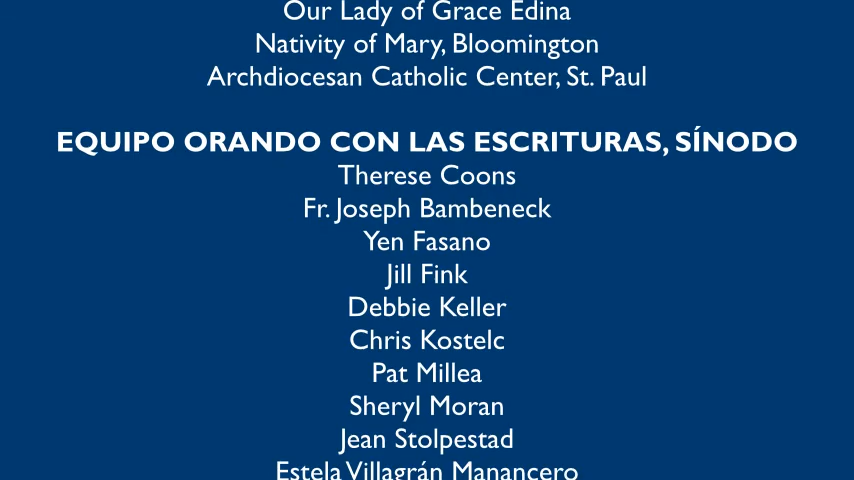 Our Lady of Grace Edina
Nativity of Mary, Bloomington
Archdiocesan Catholic Center, St. Paul
EQUIPO ORANDO CON LAS ESCRITURAS, SÍNODO
Therese Coons
Fr. Joseph Bambeneck
Yen Fasano
Jill Fink
Debbie Keller
Chris Kostelc
Pat Millea
Sheryl Moran
Jean Stolpestad
Estela Villagrán Manancero